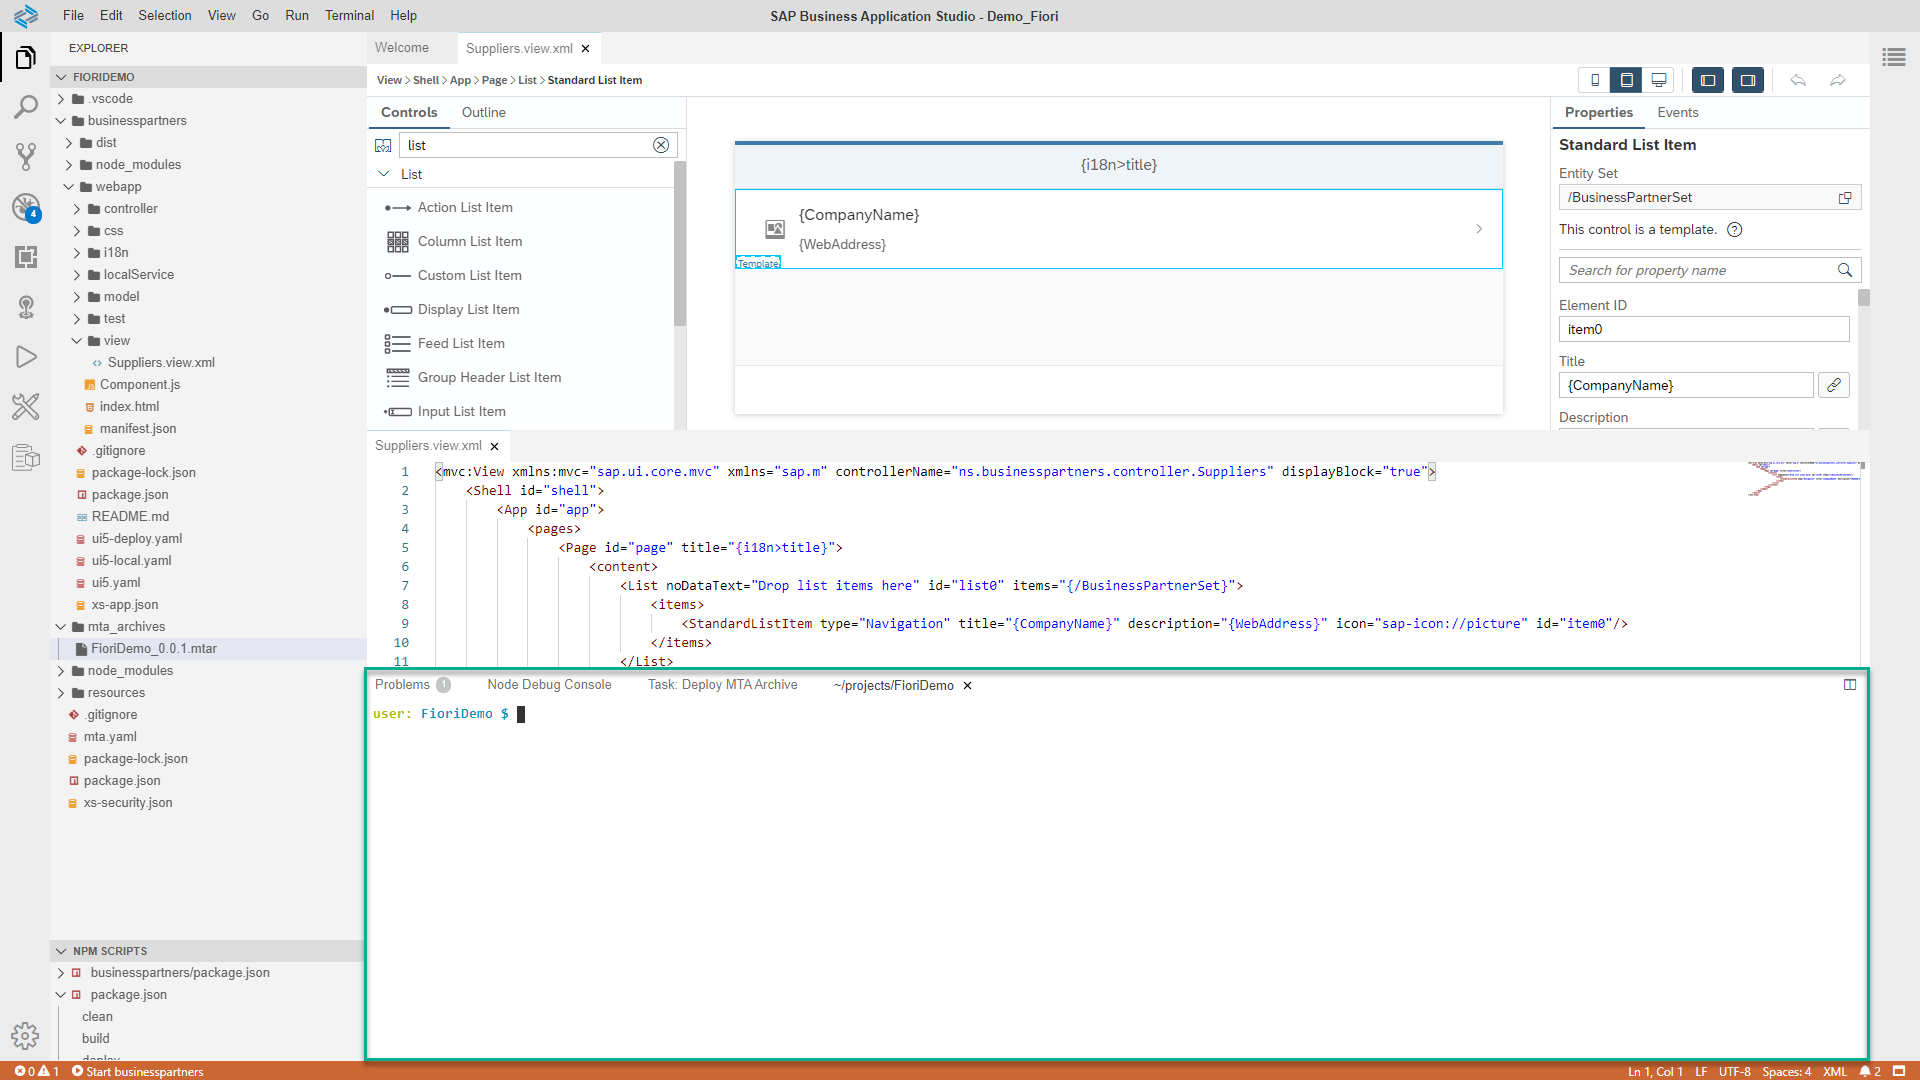 File Edit Selection View Go Run Terminal Help
SAP Business Application Studio - Demo_Fiori
EXPLORER
FIORIDEMO
.vscode
businesspartners
dist
node_modules
webapp
controller
css
i18n
localService
model
test
view
Suppliers.view.xml
Component.js
index.html
manifest.json
.gitignore
package-lock.json
package.json
README.md
ui5-deploy.yaml
ui5-local.yaml
ui5.yaml
xs-app.json
mta_archives
FioriDemo_0.0.1.mtar
node_modules
resources
.gitignore
mta.yaml
package-lock.json
package.json
xs-security.json
NPM SCRIPTS
businesspartners/package.json
package.json
clean
build
deploy
4
Welcome
Suppliers.view.xml
View > Shell > App > Page > List > Standard List Item
Controls Outline
list
List
Action List Item
Column List Item
Custom List Item
Display List Item
Feed List Item
Group Header List Item
Input List Item
{i18n>title}
{CompanyName}
{WebAddress}
Template
Properties Events
Standard List Item
Entity Set
/BusinessPartnerSet
This control is a template.
Search for property name
Element ID
item0
Title
{CompanyName}
Description
Suppliers.view.xml
1 <mvc:View xmlns:mvc="sap.ui.core.mvc" xmlns="sap.m" controllerName="ns.businesspartners.controller.Suppliers" displayBlock="true">
2 <Shell id="shell">
3 <App id="app">
4 <pages>
5 <Page id="page" title="{i18n>title}">
6 <content>
7 <List noDataText="Drop list items here" id="list0" items="{/BusinessPartnerSet}">
8 <items>
9 <StandardListItem type="Navigation" title="{CompanyName}" description="{WebAddress}" icon="sap-icon://picture" id="item0"/>
10 </items>
11 </List>
Problems 1 Node Debug Console Task: Deploy MTA Archive ~/projects/FioriDemo
user: FioriDemo $
0 1 Start businesspartners
Ln 1, Col 1 LF UTF-8 Spaces: 4 XML 2